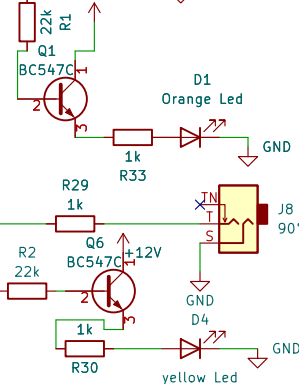 22k
R1
Q1
BC547C
1
2
3
D1
Orange Led
GND
1k
R33
R29
1k
TN
T
S
J8
90°
R2
22k
Q6
BC547C
+12V
1
2
3
GND
D4
1k
R30
GND
yellow Led